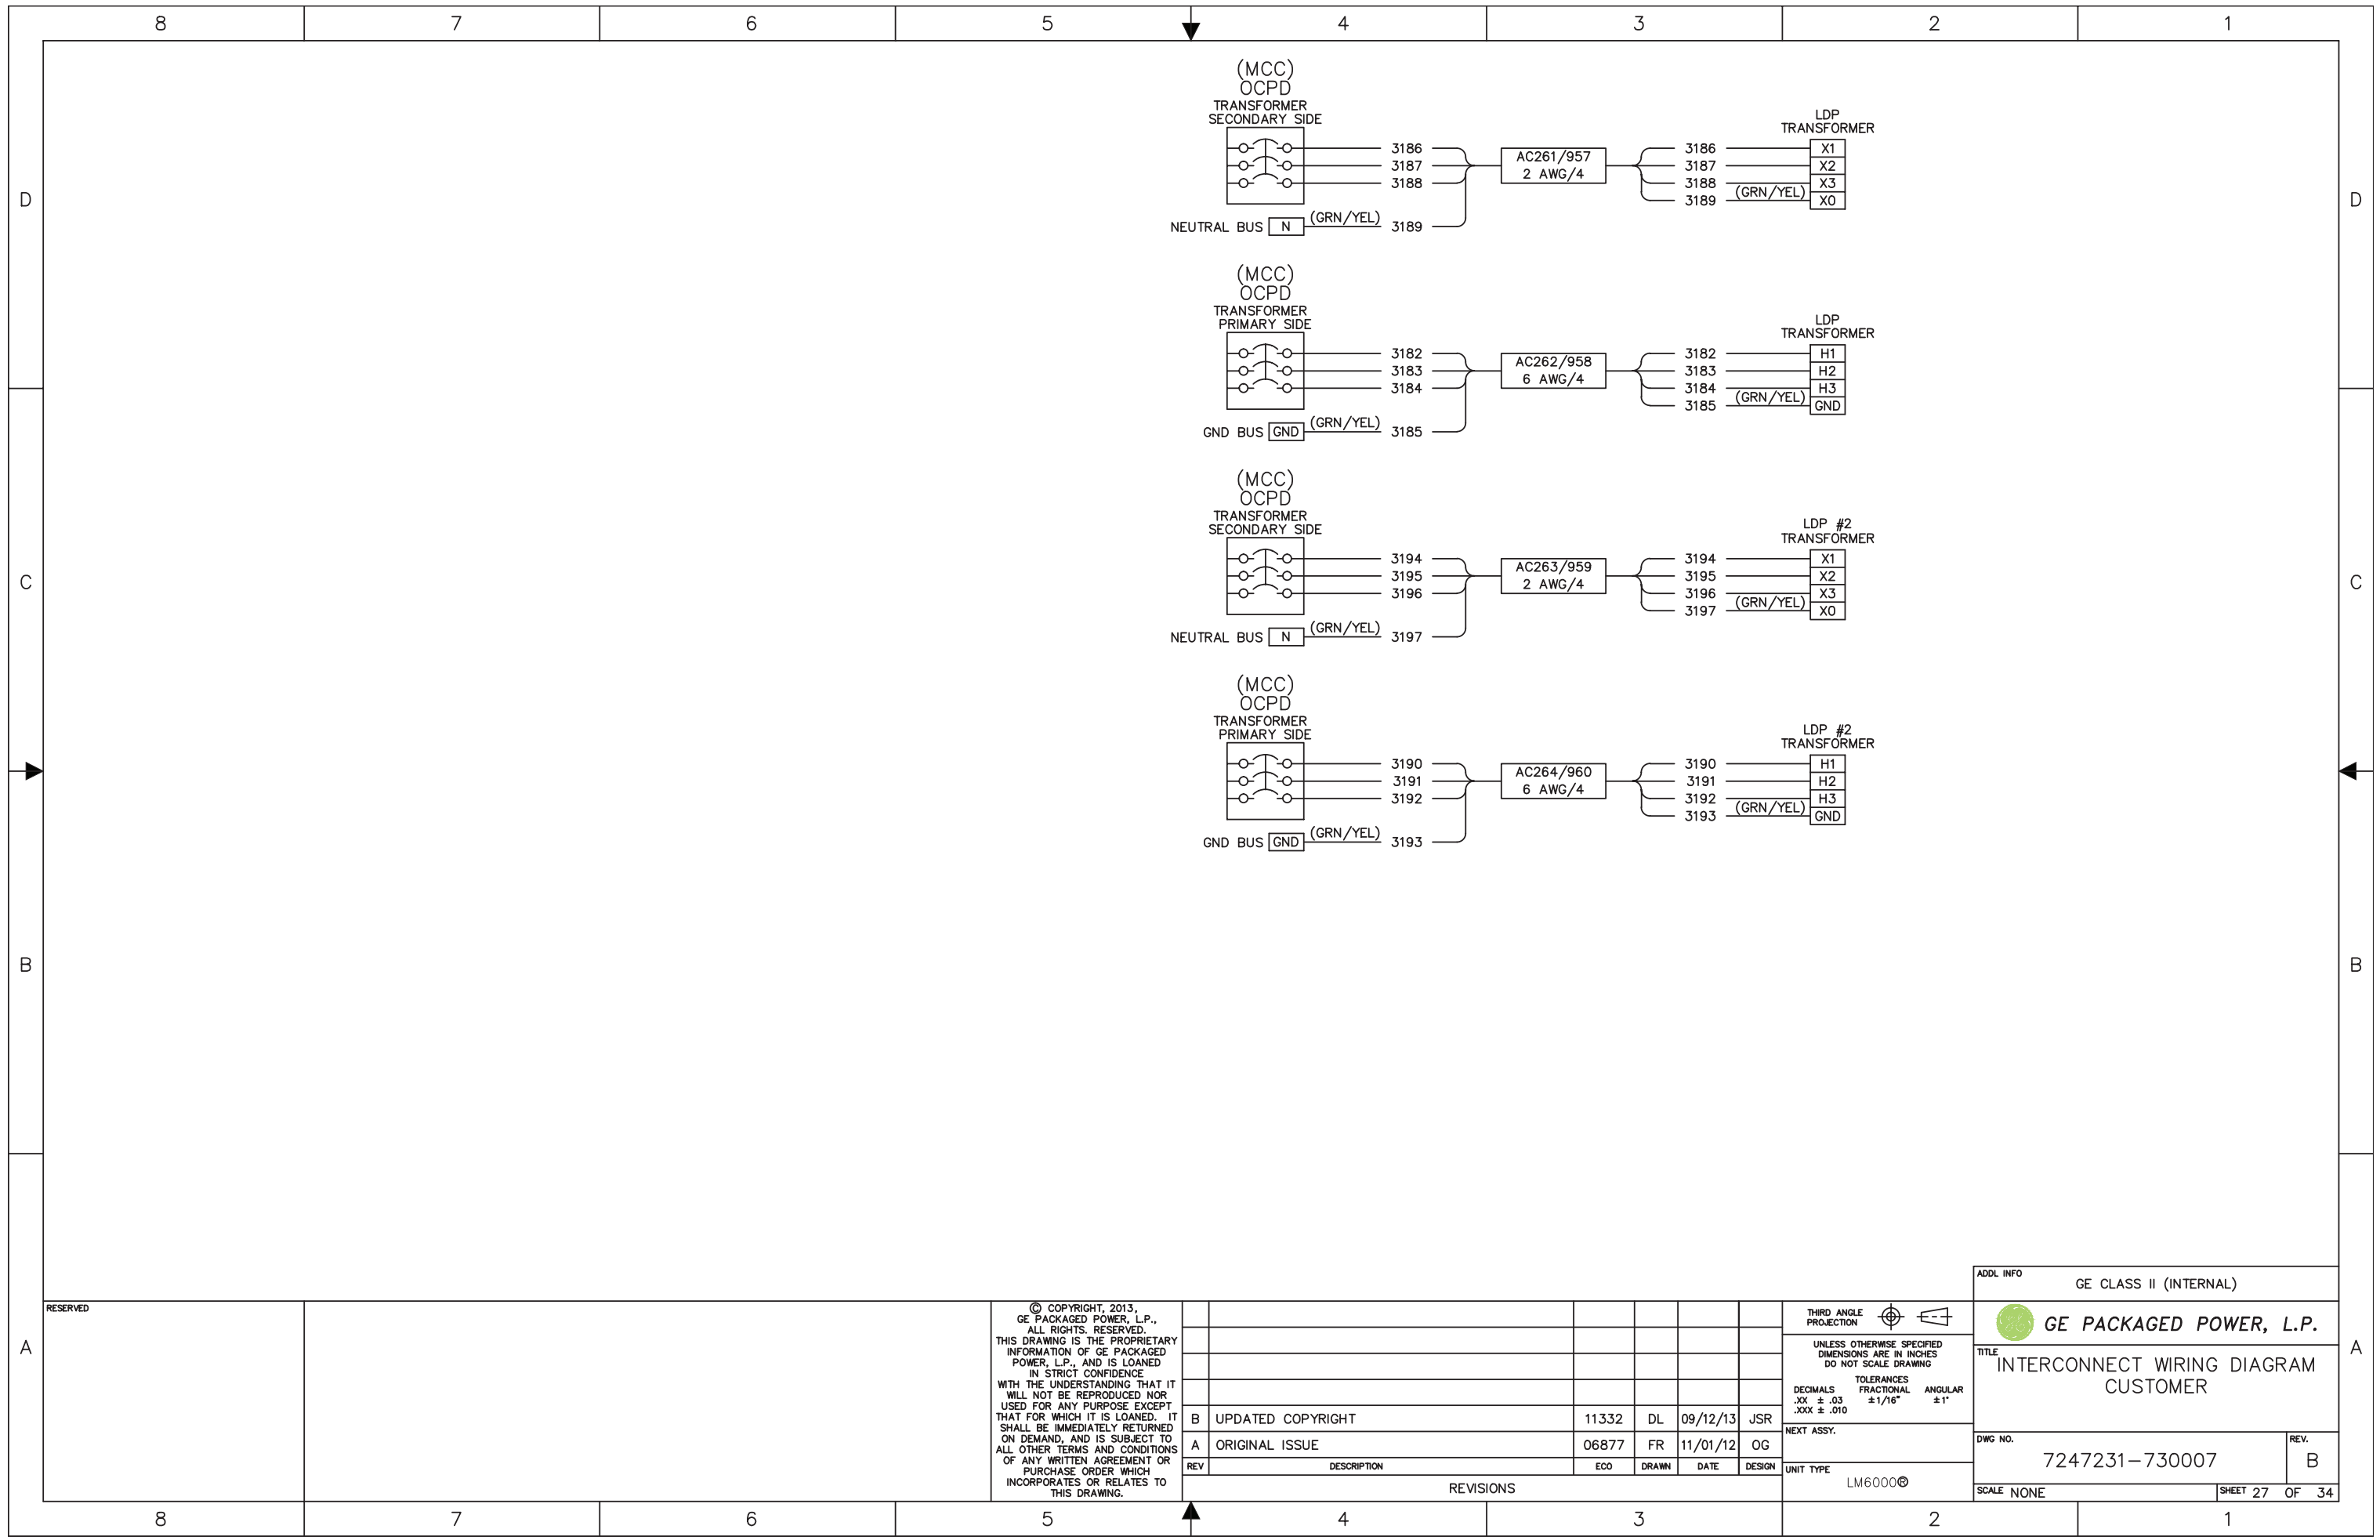 8 7 6 5 4 3 2 1
D D
C C
B B
A A
(MCC)
OCPD
TRANSFORMER
SECONDARY SIDE
3186
3187
3188
NEUTRAL BUS N (GRN/YEL) 3189
AC261/957
2 AWG/4
LDP
TRANSFORMER
3186 X1
3187 X2
3188 X3
3189 (GRN/YEL) X0
(MCC)
OCPD
TRANSFORMER
PRIMARY SIDE
3182
3183
3184
GND BUS GND (GRN/YEL) 3185
AC262/958
6 AWG/4
LDP
TRANSFORMER
3182 H1
3183 H2
3184 H3
3185 (GRN/YEL) GND
(MCC)
OCPD
TRANSFORMER
SECONDARY SIDE
3194
3195
3196
NEUTRAL BUS N (GRN/YEL) 3197
AC263/959
2 AWG/4
LDP #2
TRANSFORMER
3194 X1
3195 X2
3196 X3
3197 (GRN/YEL) X0
(MCC)
OCPD
TRANSFORMER
PRIMARY SIDE
3190
3191
3192
GND BUS GND (GRN/YEL) 3193
AC264/960
6 AWG/4
LDP #2
TRANSFORMER
3190 H1
3191 H2
3192 H3
3193 (GRN/YEL) GND
RESERVED
© COPYRIGHT, 2013,
GE PACKAGED POWER, L.P.,
ALL RIGHTS. RESERVED.
THIS DRAWING IS THE PROPRIETARY
INFORMATION OF GE PACKAGED
POWER, L.P., AND IS LOANED
IN STRICT CONFIDENCE
WITH THE UNDERSTANDING THAT IT
WILL NOT BE REPRODUCED NOR
USED FOR ANY PURPOSE EXCEPT
THAT FOR WHICH IT IS LOANED. IT
SHALL BE IMMEDIATELY RETURNED
ON DEMAND, AND IS SUBJECT TO
ALL OTHER TERMS AND CONDITIONS
OF ANY WRITTEN AGREEMENT OR
PURCHASE ORDER WHICH
INCORPORATES OR RELATES TO
THIS DRAWING.
B UPDATED COPYRIGHT 11332 DL 09/12/13 JSR
A ORIGINAL ISSUE 06877 FR 11/01/12 OG
REV DESCRIPTION ECO DRAWN DATE DESIGN
REVISIONS
THIRD ANGLE
PROJECTION
UNLESS OTHERWISE SPECIFIED
DIMENSIONS ARE IN INCHES
DO NOT SCALE DRAWING
TOLERANCES
DECIMALS FRACTIONAL ANGULAR
.XX ± .03 ±1/16" ±1°
.XXX ± .010
NEXT ASSY.
UNIT TYPE
LM6000®
ADDL INFO
GE CLASS II (INTERNAL)
GE PACKAGED POWER, L.P.
TITLE
INTERCONNECT WIRING DIAGRAM
CUSTOMER
DWG NO. REV.
7247231-730007 B
SCALE NONE SHEET 27 OF 34
8 7 6 5 4 3 2 1